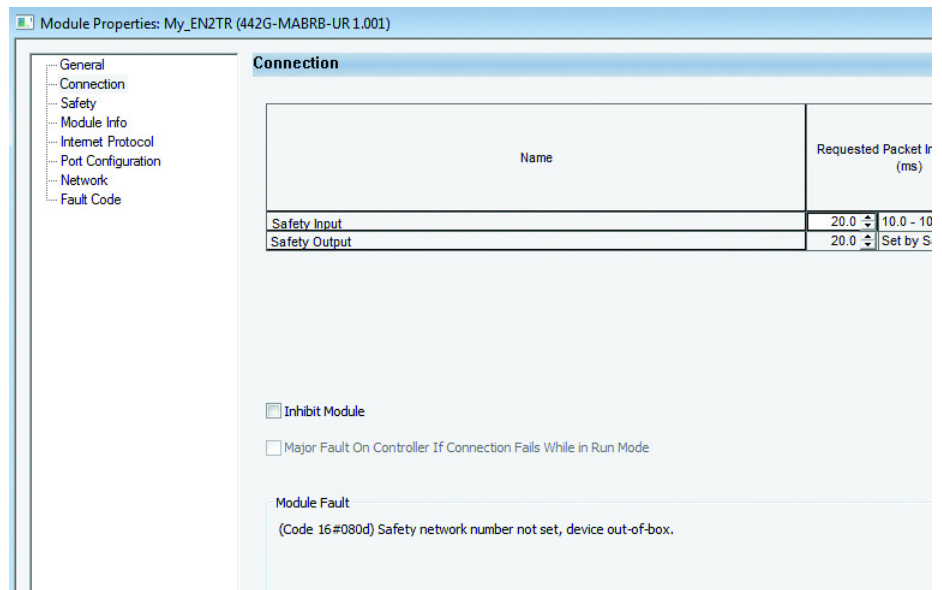 Module Properties: My_EN2TR (442G-MABRB-UR 1.001)
General
Connection
Safety
Module Info
Internet Protocol
Port Configuration
Network
Fault Code
Connection
Name
Requested Packet
(ms)
Safety Input 20.0 10.0 - 10
Safety Output 20.0 Set by
Inhibit Module
Major Fault On Controller If Connection Fails While in Run Mode
Module Fault
(Code 16#080d) Safety network number not set, device out-of-box.